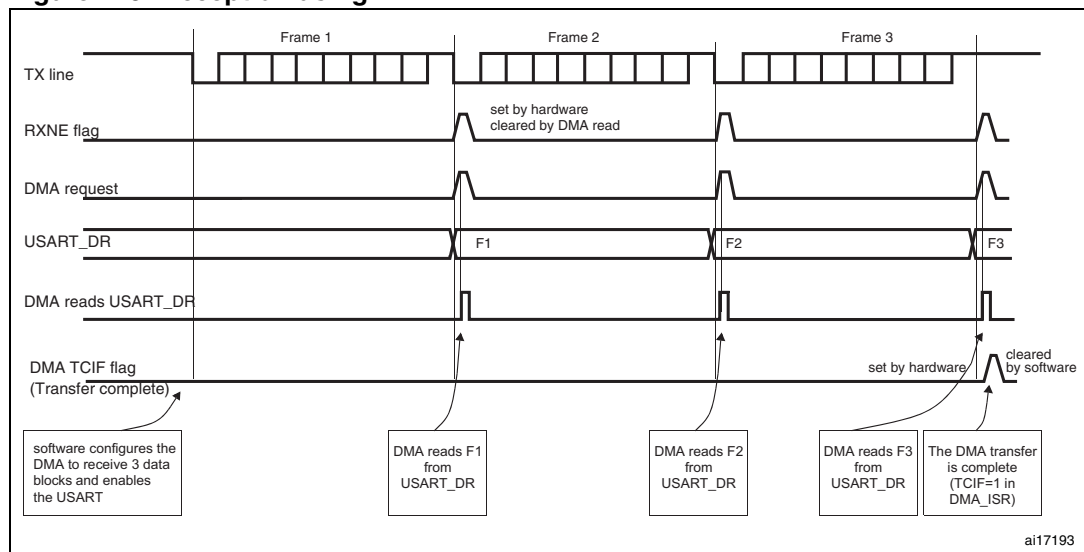 Frame 1
Frame 2
Frame 3
TX line
set by hardware
cleared by DMA read
RXNE flag
DMA request
USART_DR
F1
F2
F3
DMA reads USART_DR
DMA TCIF flag
(Transfer complete)
set by hardware
cleared
by software
software configures the
DMA to receive 3 data
blocks and enables
the USART
DMA reads F1
from
USART_DR
DMA reads F2
from
USART_DR
DMA reads F3
from
USART_DR
The DMA transfer
is complete
(TCIF=1 in
DMA_ISR)
ai17193